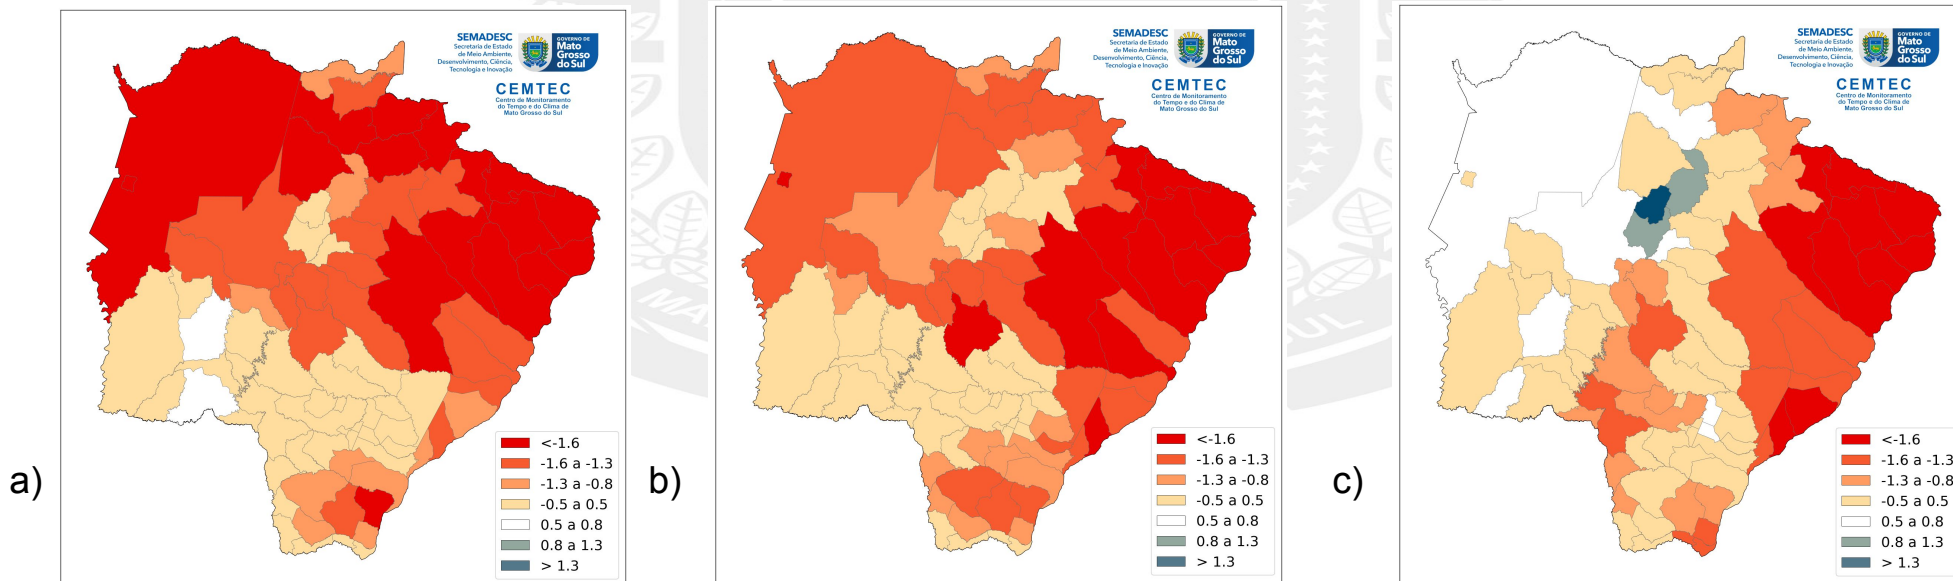 SEMADESC
Secretaria de Estado
de Meio Ambiente,
Desenvolvimento, Ciência,
Tecnologia e Inovação
GOVERNO DE
Mato
Grosso
do Sul
CEMTEC
Centro de Monitoramento
do Tempo e do Clima de
Mato Grosso do Sul
a)
<-1.6
-1.6 a -1.3
-1.3 a -0.8
-0.5 a 0.5
0.5 a 0.8
0.8 a 1.3
> 1.3
SEMADESC
Secretaria de Estado
de Meio Ambiente,
Desenvolvimento, Ciência,
Tecnologia e Inovação
GOVERNO DE
Mato
Grosso
do Sul
CEMTEC
Centro de Monitoramento
do Tempo e do Clima de
Mato Grosso do Sul
b)
<-1.6
-1.6 a -1.3
-1.3 a -0.8
-0.5 a 0.5
0.5 a 0.8
0.8 a 1.3
> 1.3
SEMADESC
Secretaria de Estado
de Meio Ambiente,
Desenvolvimento, Ciência,
Tecnologia e Inovação
GOVERNO DE
Mato
Grosso
do Sul
CEMTEC
Centro de Monitoramento
do Tempo e do Clima de
Mato Grosso do Sul
c)
<-1.6
-1.6 a -1.3
-1.3 a -0.8
-0.5 a 0.5
0.5 a 0.8
0.8 a 1.3
> 1.3
MA
SUL